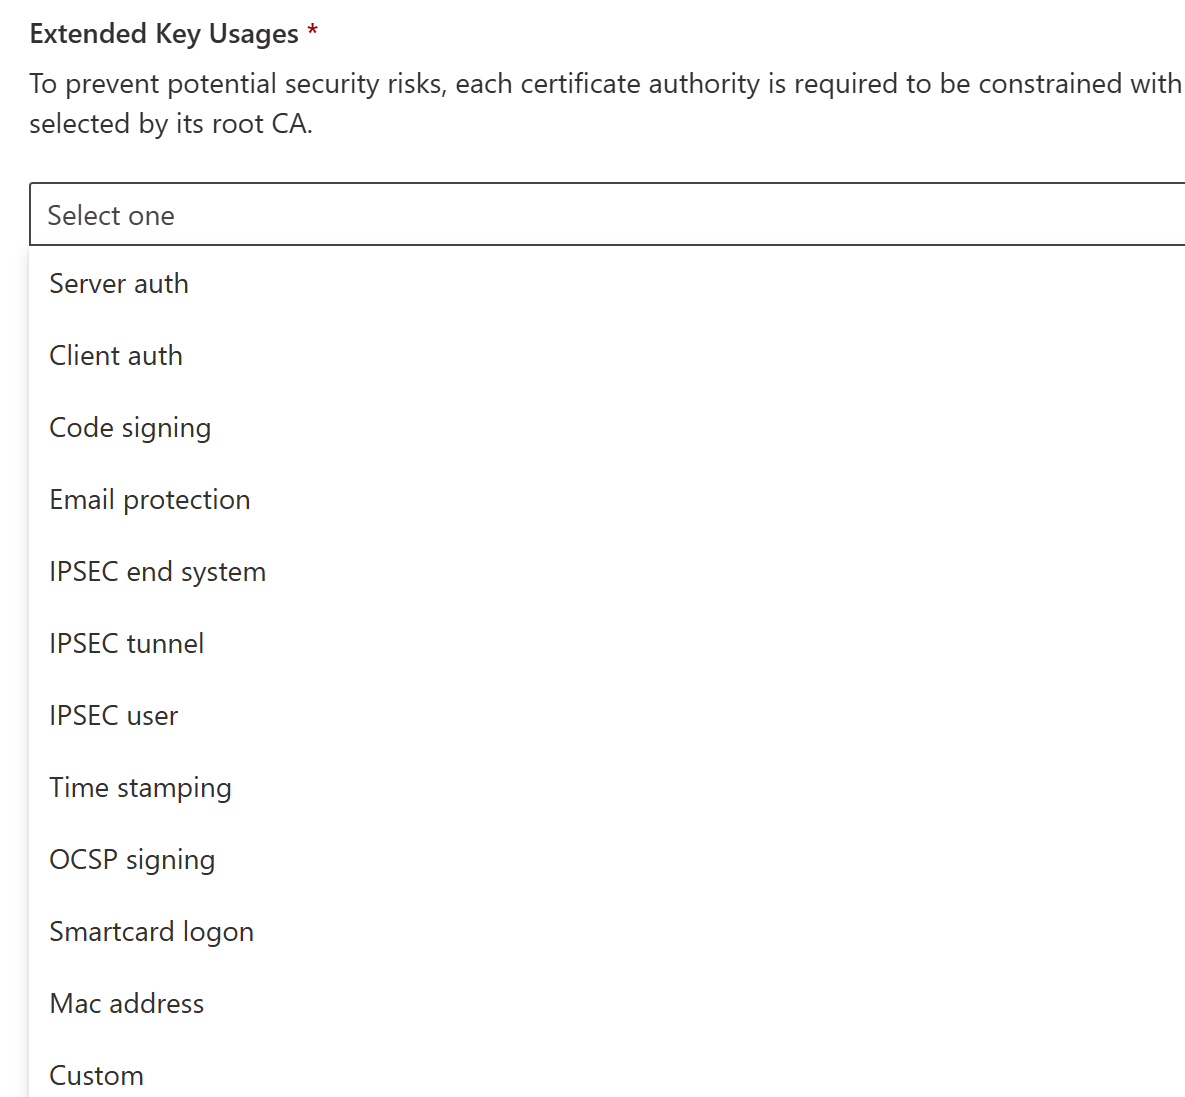 Extended Key Usages *
To prevent potential security risks, each certificate authority is required to be constrained with
selected by its root CA.
Select one
Server auth
Client auth
Code signing
Email protection
IPSEC end system
IPSEC tunnel
IPSEC user
Time stamping
OCSP signing
Smartcard logon
Mac address
Custom